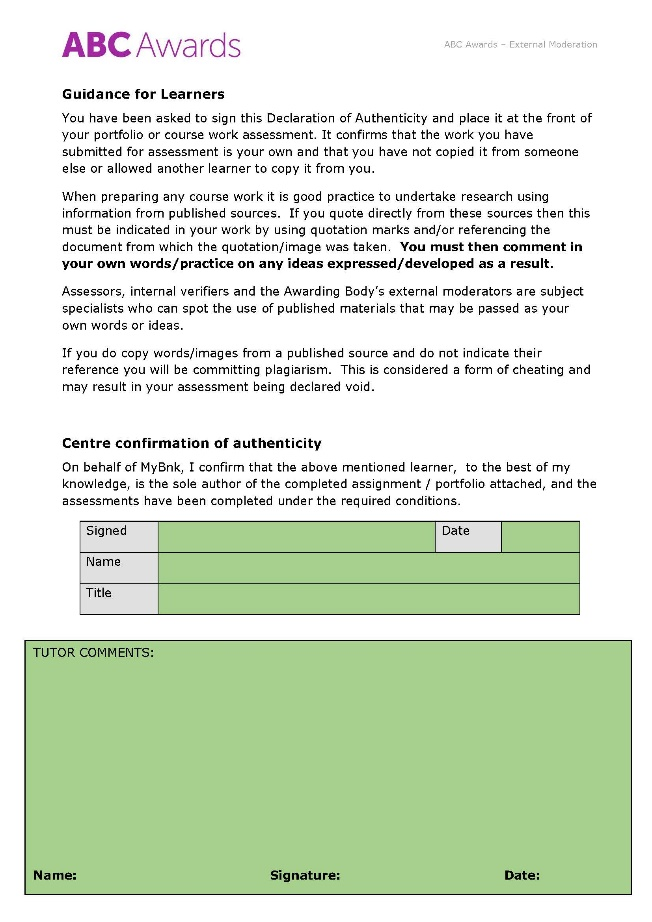 ABC Awards
ABC Awards – External Moderation
Guidance for Learners
You have been asked to sign this Declaration of Authenticity and place it at the front of
your portfolio or course work assessment. It confirms that the work you have
submitted for assessment is your own and that you have not copied it from someone
else or allowed another learner to copy it from you.
When preparing any course work it is good practice to undertake research using
information from published sources.  If you quote directly from these sources then this
must be indicated in your work by using quotation marks and/or referencing the
document from which the quotation/image was taken.  You must then comment in
your own words/practice on any ideas expressed/developed as a result.
Assessors, internal verifiers and the Awarding Body’s external moderators are subject
specialists who can spot the use of published materials that may be passed as your
own words or ideas.
If you do copy words/images from a published source and do not indicate their
reference you will be committing plagiarism.  This is considered a form of cheating and
may result in your assessment being declared void.
Centre confirmation of authenticity
On behalf of MyBnk, I confirm that the above mentioned learner,  to the best of my
knowledge, is the sole author of the completed assignment / portfolio attached, and the
assessments have been completed under the required conditions.
Signed Date
Name
Title
TUTOR COMMENTS:
Name: Signature: Date: